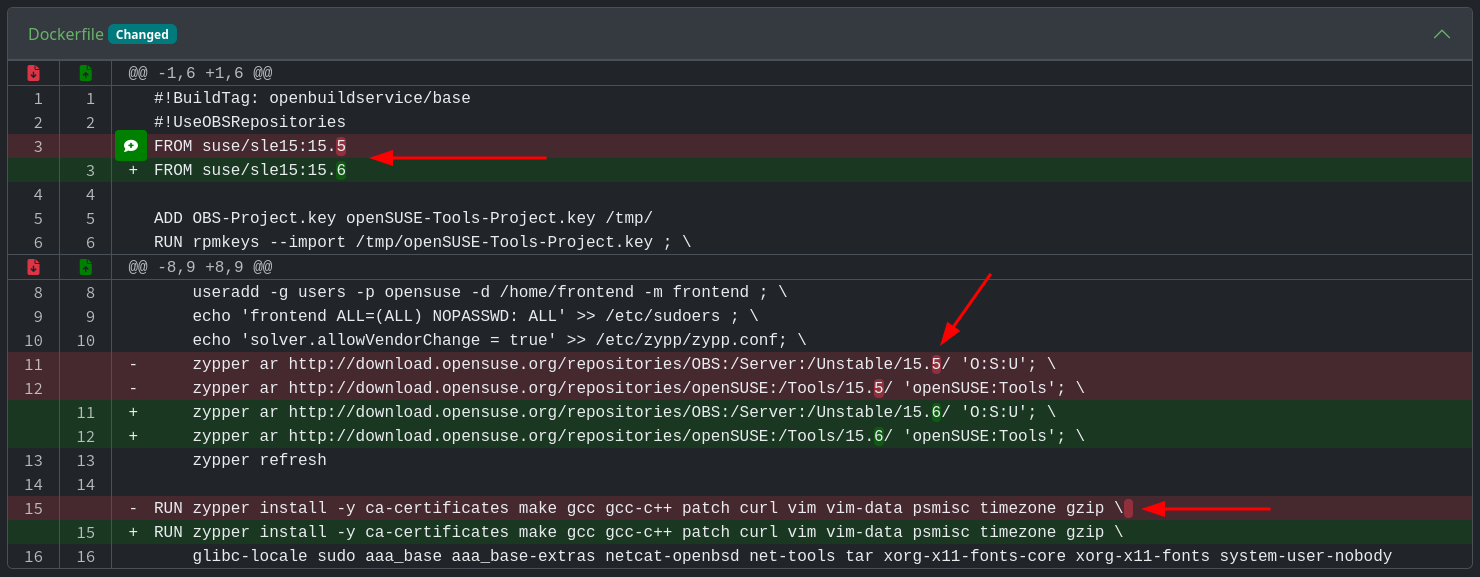 Dockerfile Changed
@@ -1,6 +1,6 @@
1 1 #!BuildTag: openbuildservice/base
2 2 #!UseOBSRepositories
3 FROM suse/sle15:15.5
3 + FROM suse/sle15:15.6
4 4
5 5 ADD OBS-Project.key openSUSE-Tools-Project.key /tmp/
6 6 RUN rpmkeys --import /tmp/openSUSE-Tools-Project.key ; \
@@ -8,9 +8,9 @@
8 8 useradd -g users -p opensuse -d /home/frontend -m frontend ; \
9 9 echo 'frontend ALL=(ALL) NOPASSWD: ALL' >> /etc/sudoers ; \
10 10 echo 'solver.allowVendorChange = true' >> /etc/zypp/zypp.conf; \
11 - zypper ar http://download.opensuse.org/repositories/OBS:/Server:/Unstable/15.5/ 'O:S:U'; \
12 - zypper ar http://download.opensuse.org/repositories/openSUSE:/Tools/15.5/ 'openSUSE:Tools'; \
11 + zypper ar http://download.opensuse.org/repositories/OBS:/Server:/Unstable/15.6/ 'O:S:U'; \
12 + zypper ar http://download.opensuse.org/repositories/openSUSE:/Tools/15.6/ 'openSUSE:Tools'; \
13 13 zypper refresh
14 14
15 - RUN zypper install -y ca-certificates make gcc gcc-c++ patch curl vim vim-data psmisc timezone gzip \
15 + RUN zypper install -y ca-certificates make gcc gcc-c++ patch curl vim vim-data psmisc timezone gzip \
16 16 glibc-locale sudo aaa_base aaa_base-extras netcat-openbsd net-tools tar xorg-x11-fonts-core xorg-x11-fonts system-user-nobody